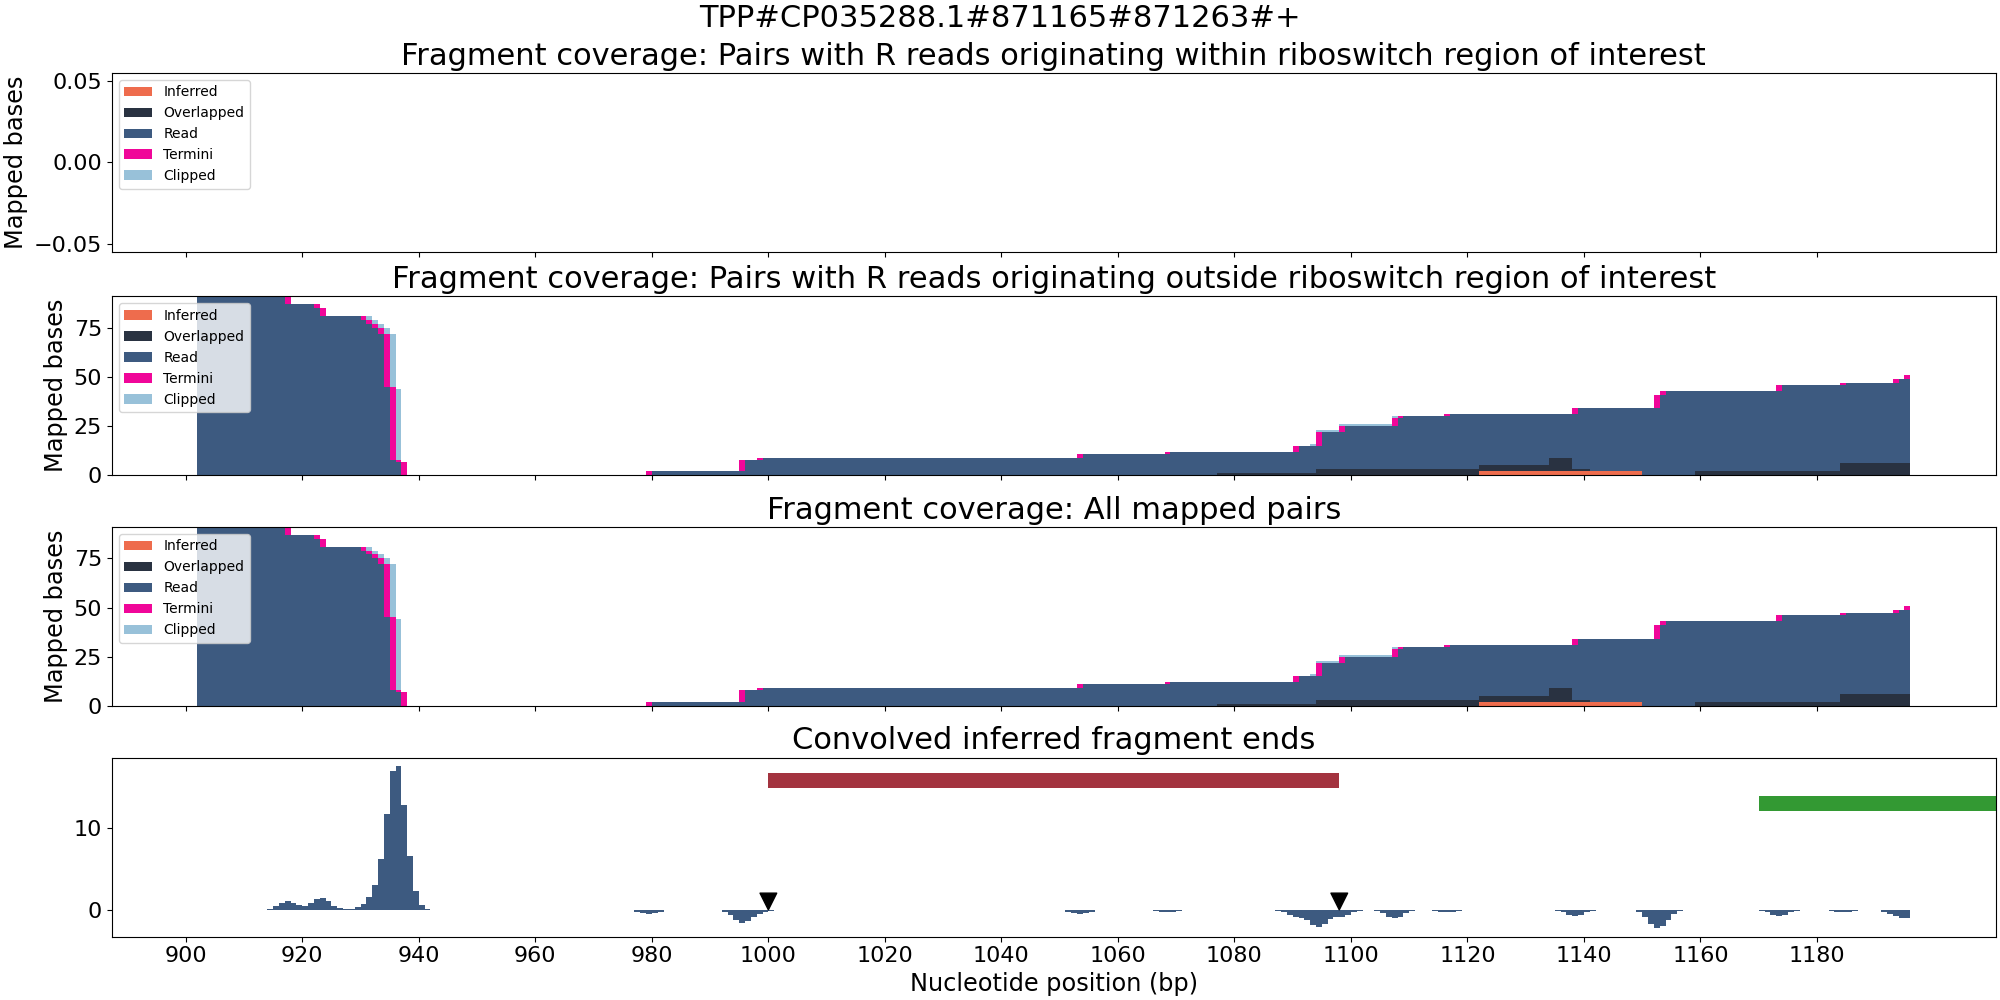 TPP#CP035288.1#871165#871263#+
Fragment coverage: Pairs with R reads originating within riboswitch region of interest
Mapped bases
0.05
0.00
−0.05
Inferred
Overlapped
Read
Termini
Clipped
Fragment coverage: Pairs with R reads originating outside riboswitch region of interest
Mapped bases
75
50
25
0
Inferred
Overlapped
Read
Termini
Clipped
Fragment coverage: All mapped pairs
Mapped bases
75
50
25
0
Inferred
Overlapped
Read
Termini
Clipped
Convolved inferred fragment ends
10
0
900 920 940 960 980 1000 1020 1040 1060 1080 1100 1120 1140 1160 1180
Nucleotide position (bp)